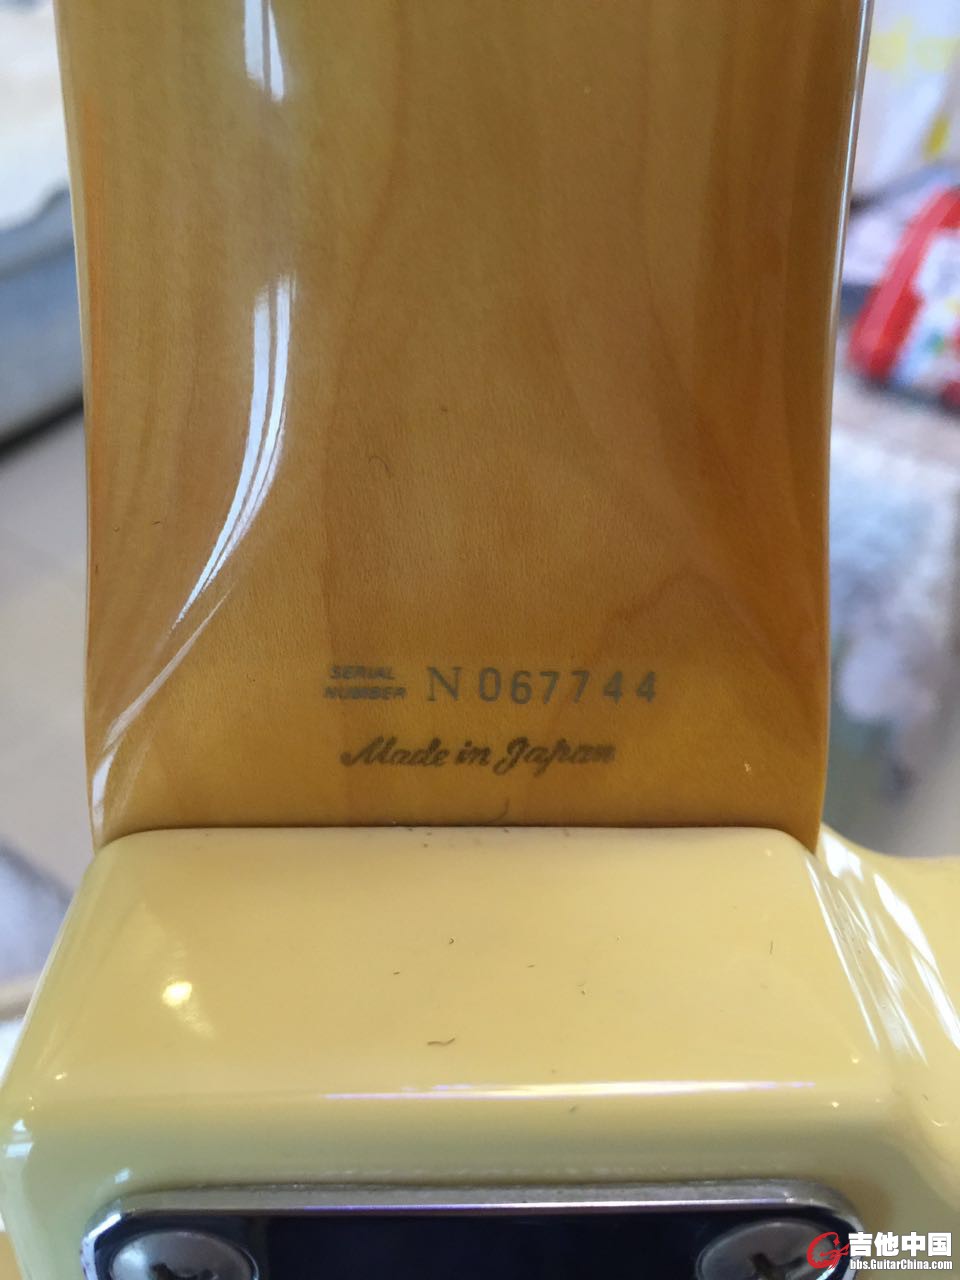 SERIAL
NUMBER N067744
Made in Japan
吉他中国
bbs.GuitarChina.com